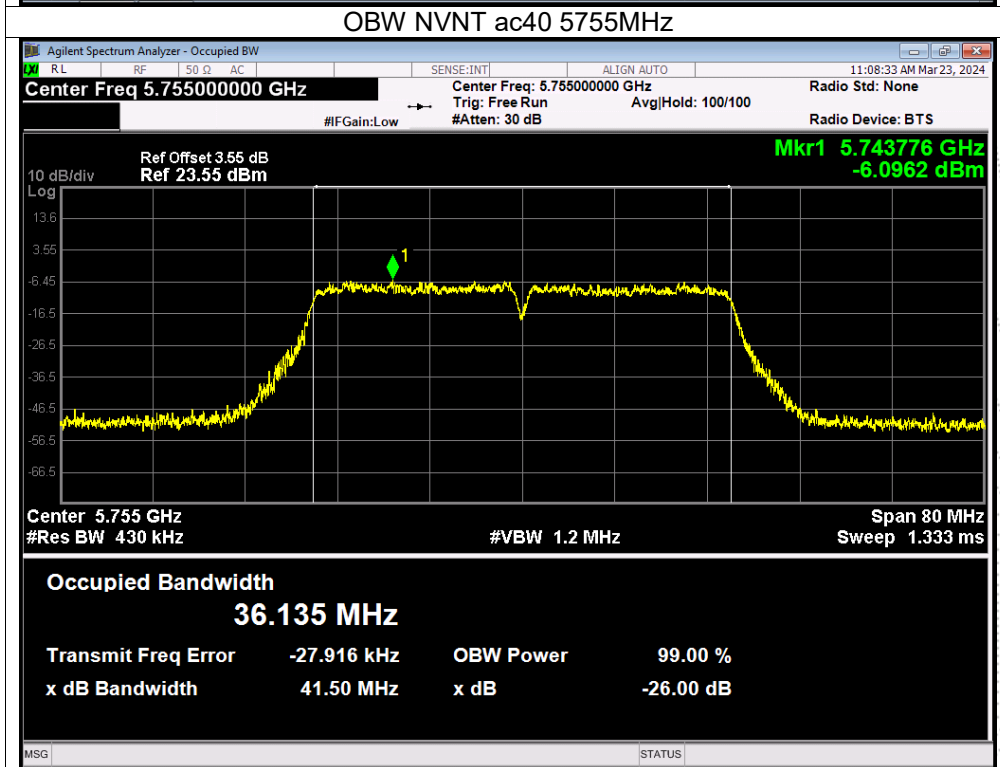 OBW NVNT ac40 5755MHz
Agilent Spectrum Analyzer - Occupied BW
LXI RL RF 50 Ω AC SENSE:INT ALIGN AUTO 11:08:33 AM Mar 23, 2024
Center Freq 5.755000000 GHz Center Freq: 5.755000000 GHz Radio Std: None
Trig: Free Run Avg|Hold: 100/100
#IFGain:Low #Atten: 30 dB Radio Device: BTS
Ref Offset 3.55 dB Mkr1 5.743776 GHz
10 dB/div Ref 23.55 dBm -6.0962 dBm
Log
13.6
3.55
1
-6.45
-16.5
-26.5
-36.5
-46.5
-56.5
-66.5
Center 5.755 GHz Span 80 MHz
#Res BW 430 kHz #VBW 1.2 MHz Sweep 1.333 ms
Occupied Bandwidth
36.135 MHz
Transmit Freq Error -27.916 kHz OBW Power 99.00 %
x dB Bandwidth 41.50 MHz x dB -26.00 dB
MSG STATUS